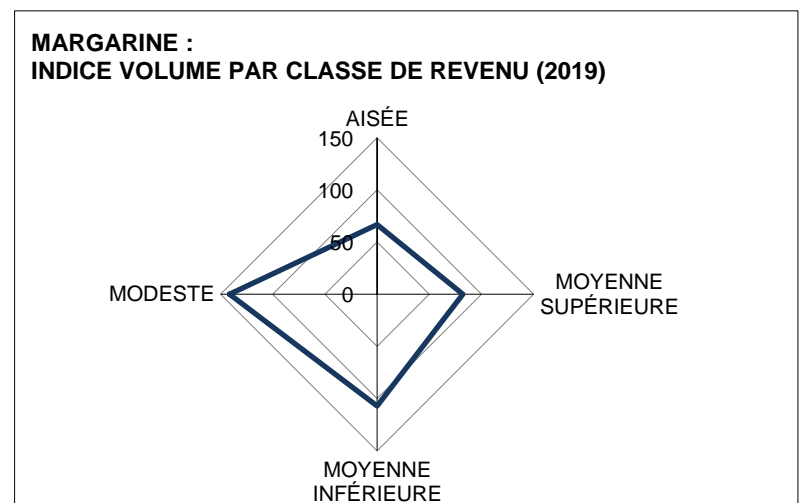 MARGARINE :
INDICE VOLUME PAR CLASSE DE REVENU (2019)
AISÉE
150
100
50
0
MODESTE
MOYENNE
SUPÉRIEURE
MOYENNE
INFÉRIEURE